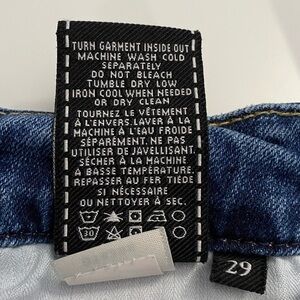 TURN GARMENT INSIDE OUT
MACHINE WASH COLD
SEPARATELY
DO NOT BLEACH
TUMBLE DRY LOW
IRON COOL WHEN NEEDED
OR DRY CLEAN
TOURNEZ LE VÊTEMENT
À L'ENVERS. LAVER À LA
MACHINE À L'EAU FROIDE
SÉPARÉMENT. NE PAS
UTILISER DE JAVELLISANT.
SÉCHER À LA MACHINE
À BASSE TEMPÉRATURE.
REPASSER AU FER TIÈDE
SI NÉCESSAIRE
OU NETTOYER À SEC.
30
29